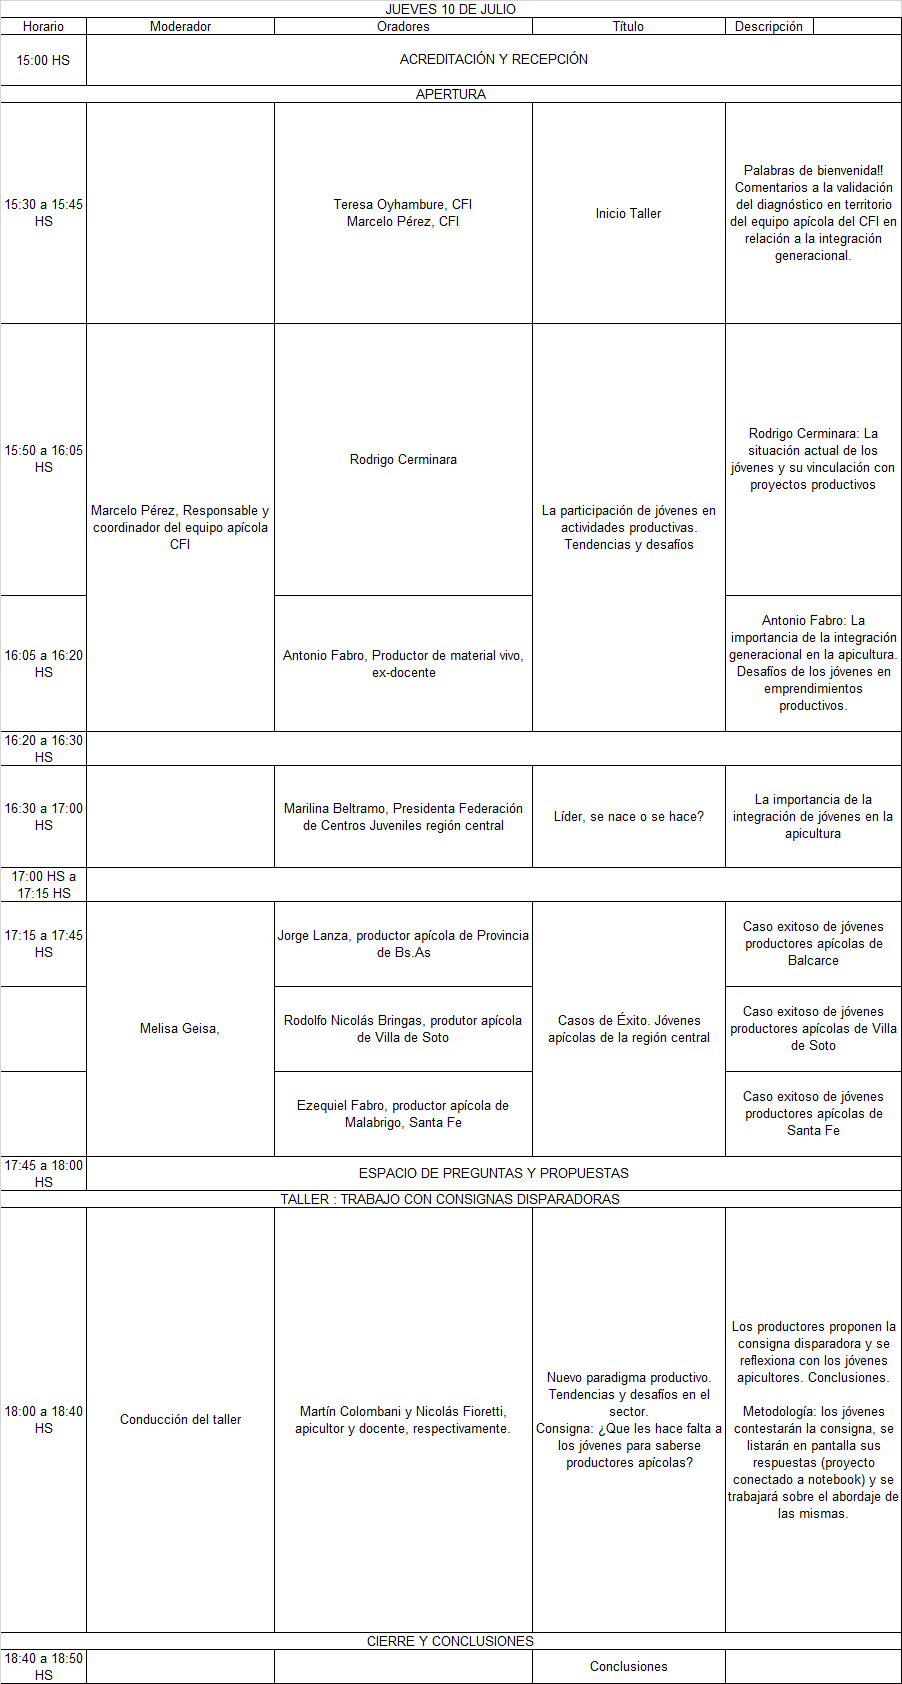 JUEVES 10 DE JULIO
Horario Moderador Oradores Título Descripción
15:00 HS ACREDITACIÓN Y RECEPCIÓN
APERTURA
15:30 a 15:45
HS
Teresa Oyhambure, CFI
Marcelo Pérez, CFI
Inicio Taller
Palabras de bienvenida!!
Comentarios a la validación
del diagnóstico en territorio
del equipo apícola del CFI en
relación a la integración
generacional.
15:50 a 16:05
HS
Marcelo Pérez, Responsable y
coordinador del equipo apícola
CFI
Rodrigo Cerminara
La participación de jóvenes en
actividades productivas.
Tendencias y desafíos
Rodrigo Cerminara: La
situación actual de los
jóvenes y su vinculación con
proyectos productivos
16:05 a 16:20
HS
Antonio Fabro, Productor de material vivo,
ex-docente
Antonio Fabro: La
importancia de la integración
generacional en la apicultura.
Desafíos de los jóvenes en
emprendimientos
productivos.
16:20 a 16:30
HS
16:30 a 17:00
HS
Marilina Beltramo, Presidenta Federación
de Centros Juveniles región central
Líder, se nace o se hace?
La importancia de la
integración de jóvenes en la
apicultura
17:00 HS a
17:15 HS
17:15 a 17:45
HS
Melisa Geisa,
Jorge Lanza, productor apícola de Provincia
de Bs.As
Casos de Éxito. Jóvenes
apícolas de la región central
Caso exitoso de jóvenes
productores apícolas de
Balcarce
Rodolfo Nicolás Bringas, produtor apícola
de Villa de Soto
Caso exitoso de jóvenes
productores apícolas de Villa
de Soto
Ezequiel Fabro, productor apícola de
Malabrigo, Santa Fe
Caso exitoso de jóvenes
productores apícolas de
Santa Fe
17:45 a 18:00
HS
ESPACIO DE PREGUNTAS Y PROPUESTAS
TALLER : TRABAJO CON CONSIGNAS DISPARADORAS
18:00 a 18:40
HS
Conducción del taller
Martín Colombani y Nicolás Fioretti,
apicultor y docente, respectivamente.
Nuevo paradigma productivo.
Tendencias y desafíos en el
sector.
Consigna: ¿Que les hace falta a
los jóvenes para saberse
productores apícolas?
Los productores proponen la
consigna disparadora y se
reflexiona con los jóvenes
apicultores. Conclusiones.
Metodología: los jóvenes
contestarán la consigna, se
listarán en pantalla sus
respuestas (proyecto
conectado a notebook) y se
trabajará sobre el abordaje de
las mismas.
CIERRE Y CONCLUSIONES
18:40 a 18:50
HS
Conclusiones